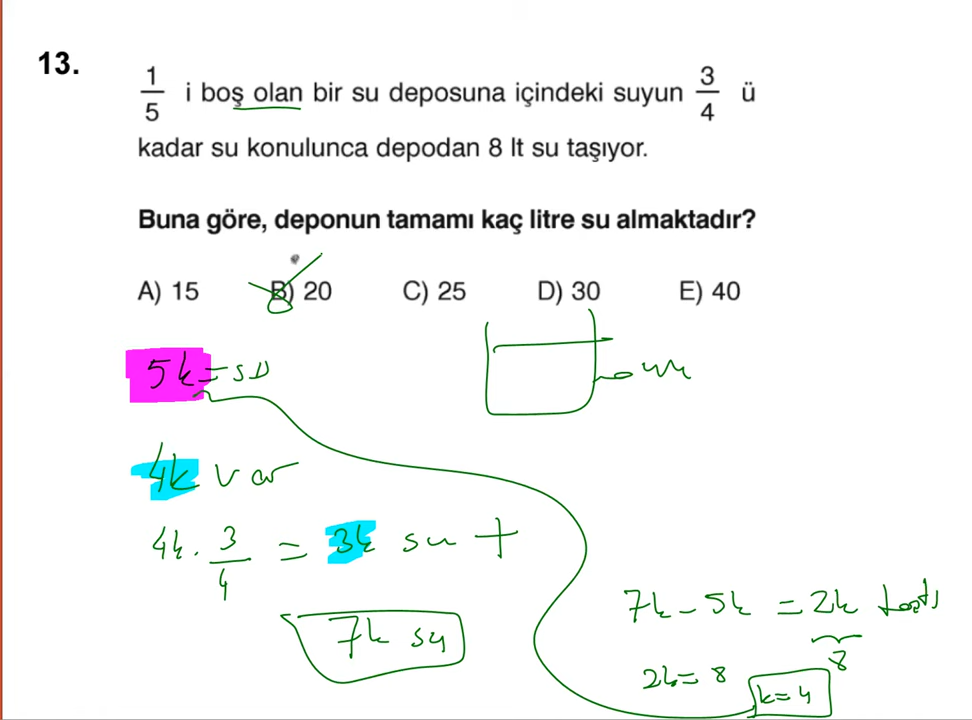 13.
1/5 i boş olan bir su deposuna içindeki suyun 3/4 ü
kadar su konulunca depodan 8 lt su taşıyor.
Buna göre, deponun tamamı kaç litre su almaktadır?
A) 15 B) 20 C) 25 D) 30 E) 40
5k = SD
4k var
4k . 3/4 = 3k su +
7k su
7k - 5k = 2k
8
2k = 8
k = 4